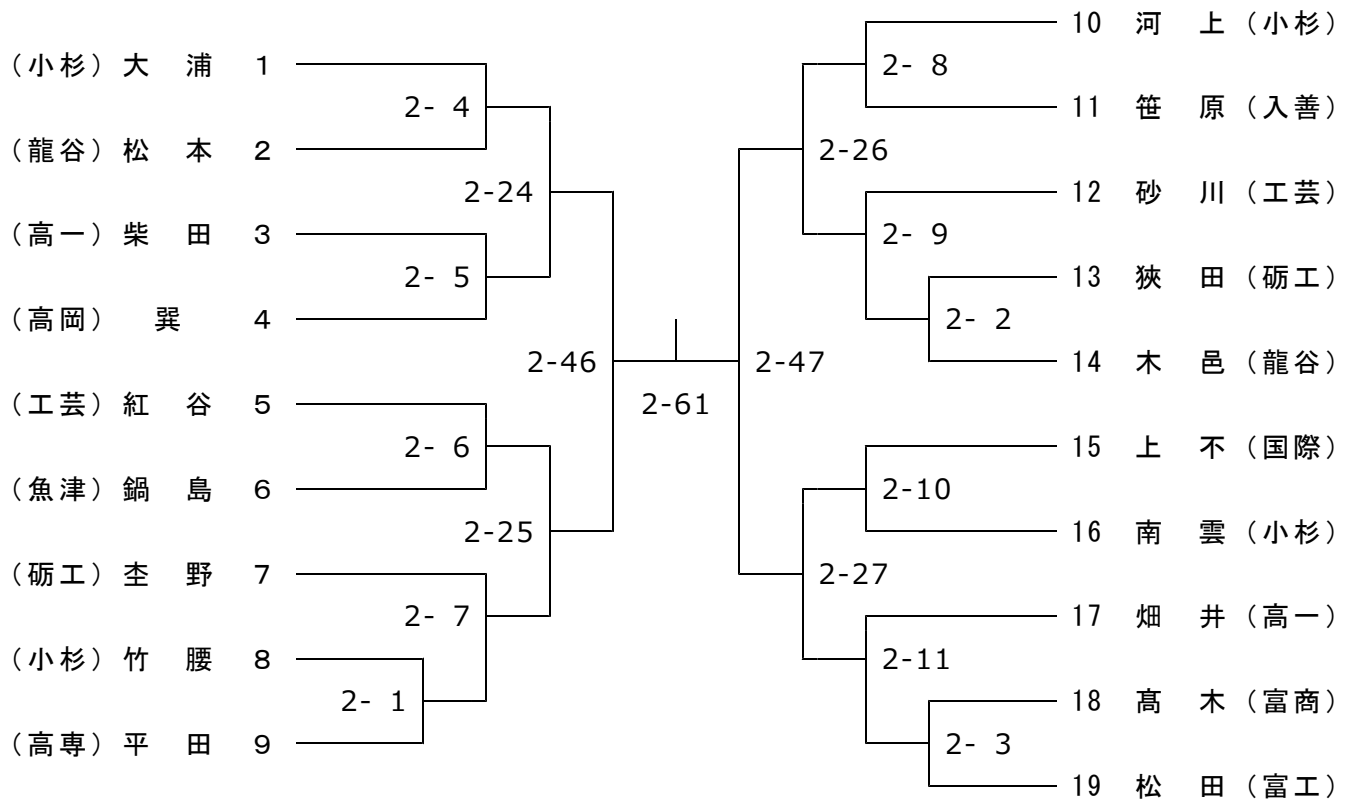 (小杉) 大 浦 1
2- 4
(龍谷) 松 本 2
2-24
(高一) 柴 田 3
2- 5
(高岡) 巽 4
2-46
(工芸) 紅 谷 5
2- 6
(魚津) 鍋 島 6
2-25
(砺工) 杢 野 7
2- 7
(小杉) 竹 腰 8
2- 1
(高専) 平 田 9
2-61
10 河 上 (小杉)
2- 8
11 笹 原 (入善)
2-26
12 砂 川 (工芸)
2- 9
13 狹 田 (砺工)
2- 2
14 木 邑 (龍谷)
2-47
15 上 不 (国際)
2-10
16 南 雲 (小杉)
2-27
17 畑 井 (高一)
2-11
18 髙 木 (富商)
2- 3
19 松 田 (富工)